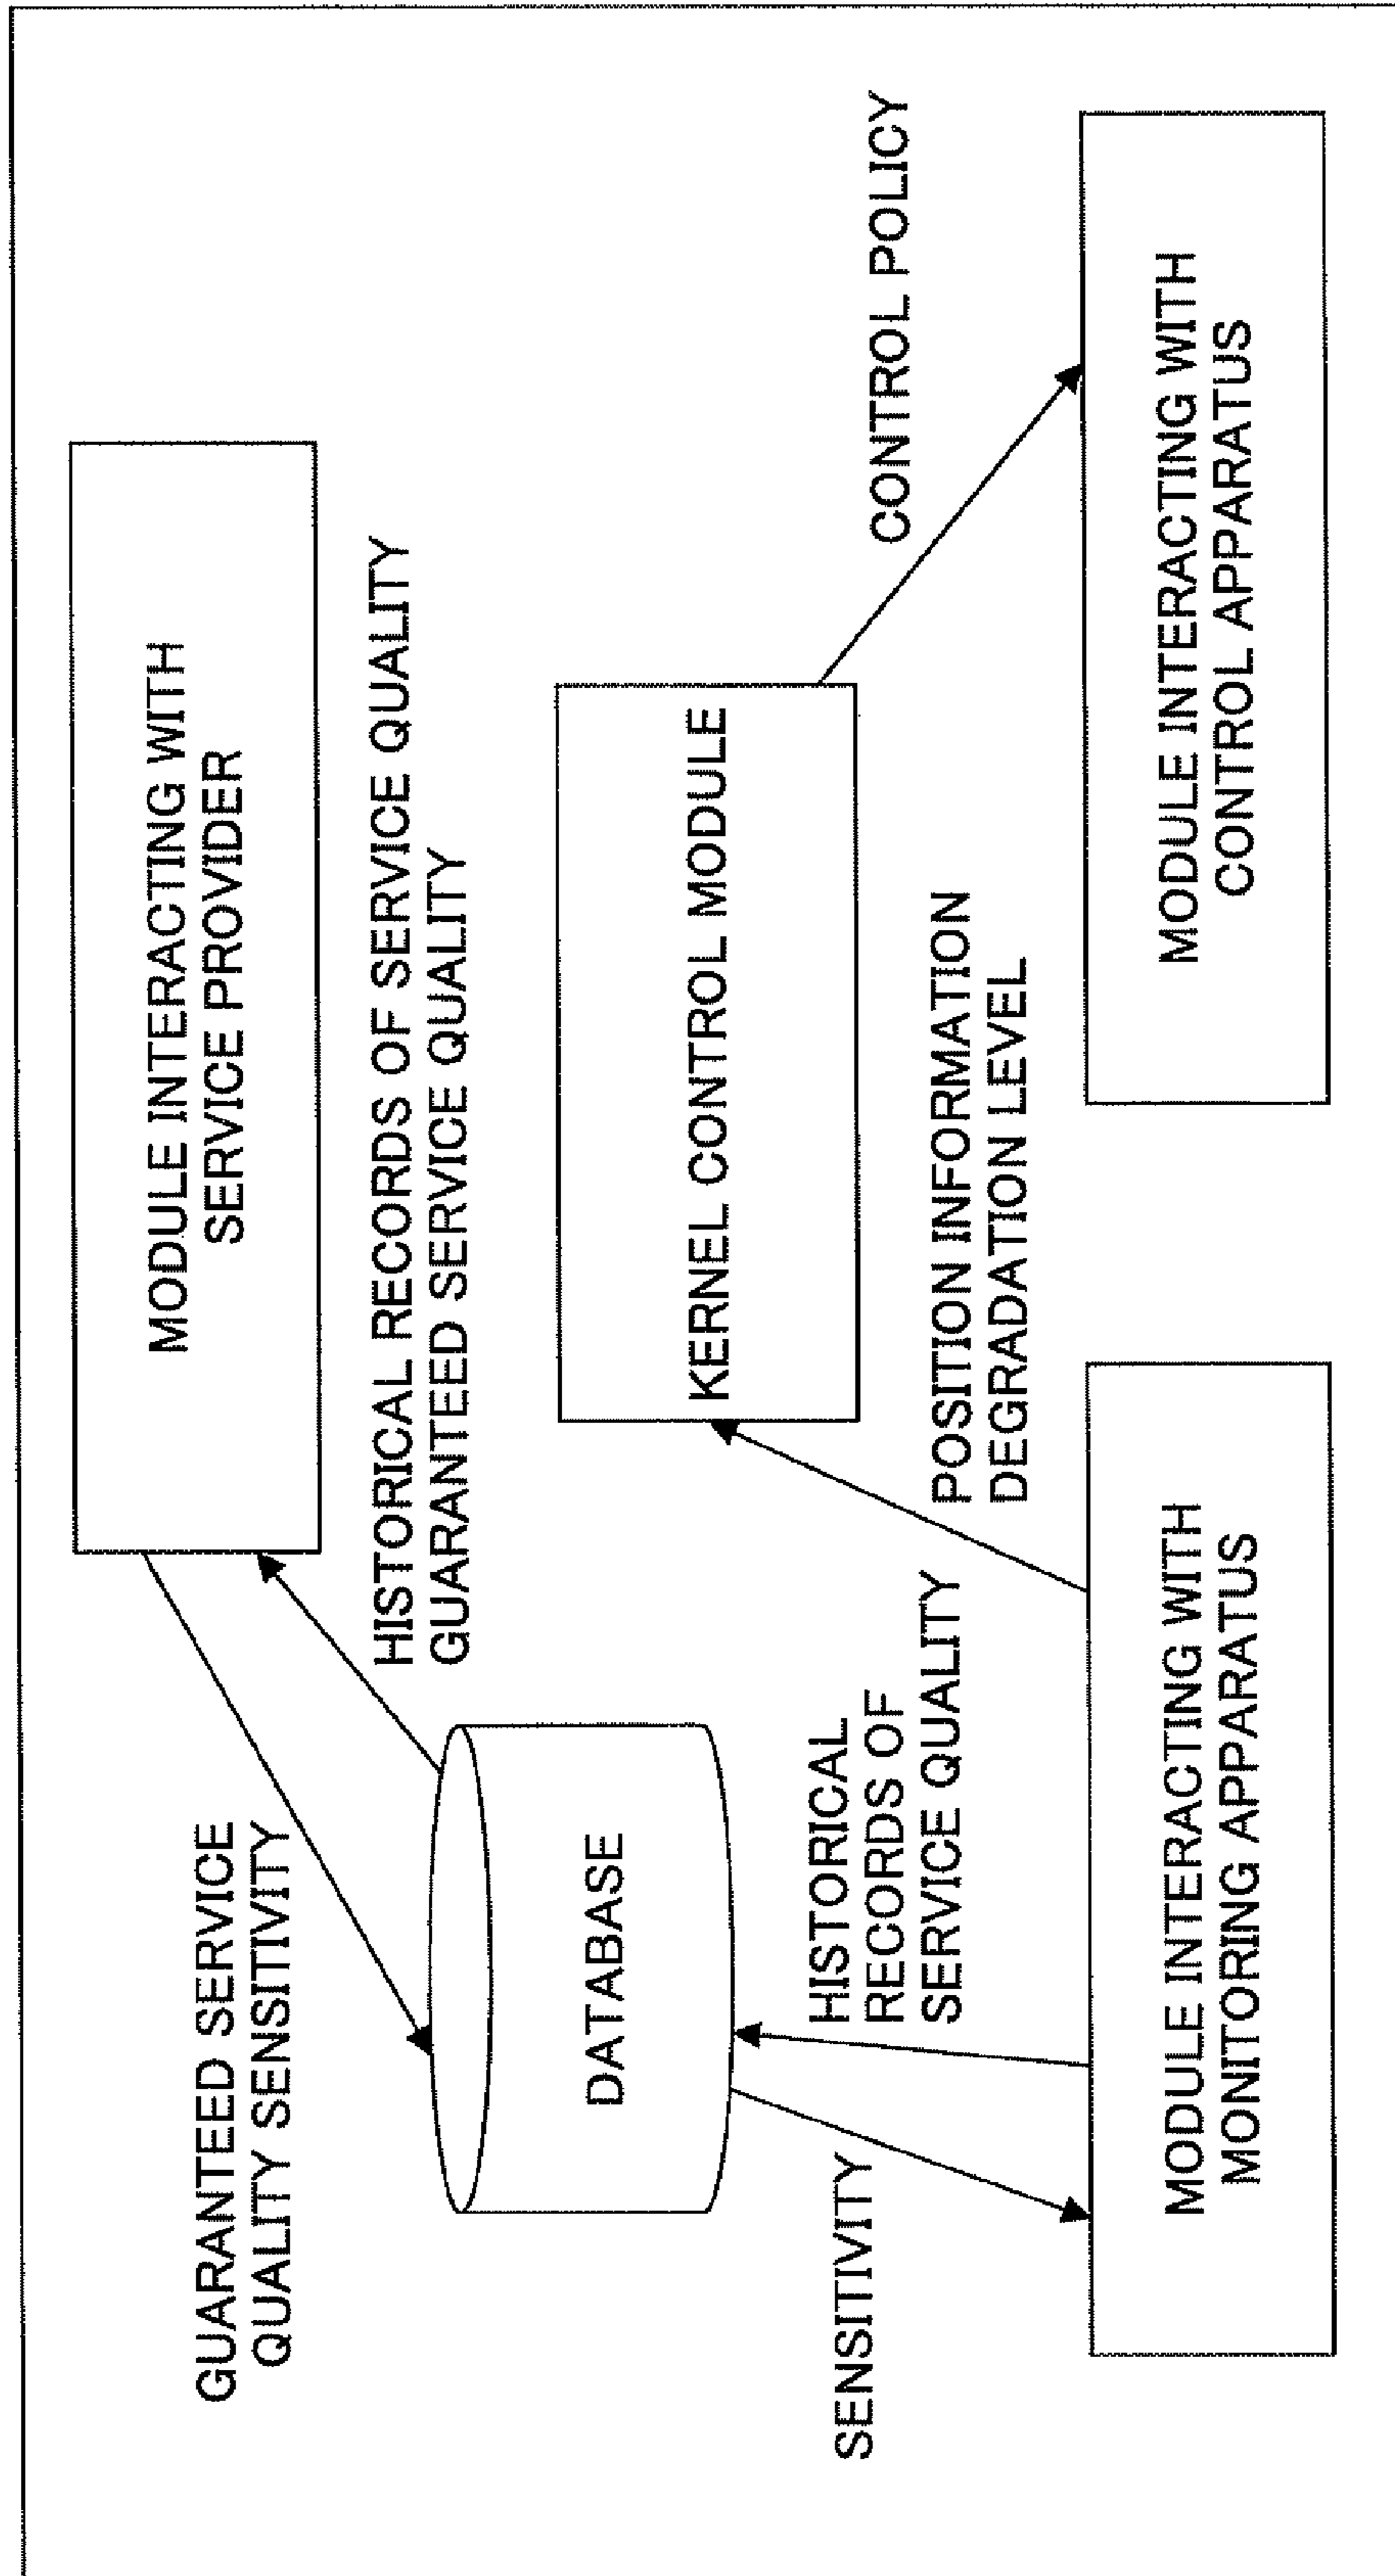 MODULE INTERACTING WITH
SERVICE PROVIDER
GUARANTEED SERVICE
QUALITY SENSITIVITY
HISTORICAL RECORDS OF SERVICE QUALITY
GUARANTEED SERVICE QUALITY
DATABASE
KERNEL CONTROL MODULE
SENSITIVITY
HISTORICAL
RECORDS OF
SERVICE QUALITY
POSITION INFORMATION
DEGRADATION LEVEL
CONTROL POLICY
MODULE INTERACTING WITH
MONITORING APPARATUS
MODULE INTERACTING WITH
CONTROL APPARATUS